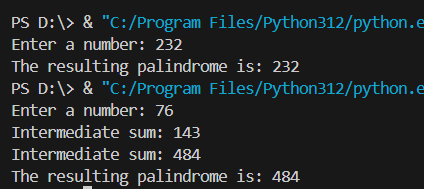 PS D:\> & "C:/Program Files/Python312/python.e
Enter a number: 232
The resulting palindrome is: 232
PS D:\> & "C:/Program Files/Python312/python.e
Enter a number: 76
Intermediate sum: 143
Intermediate sum: 484
The resulting palindrome is: 484